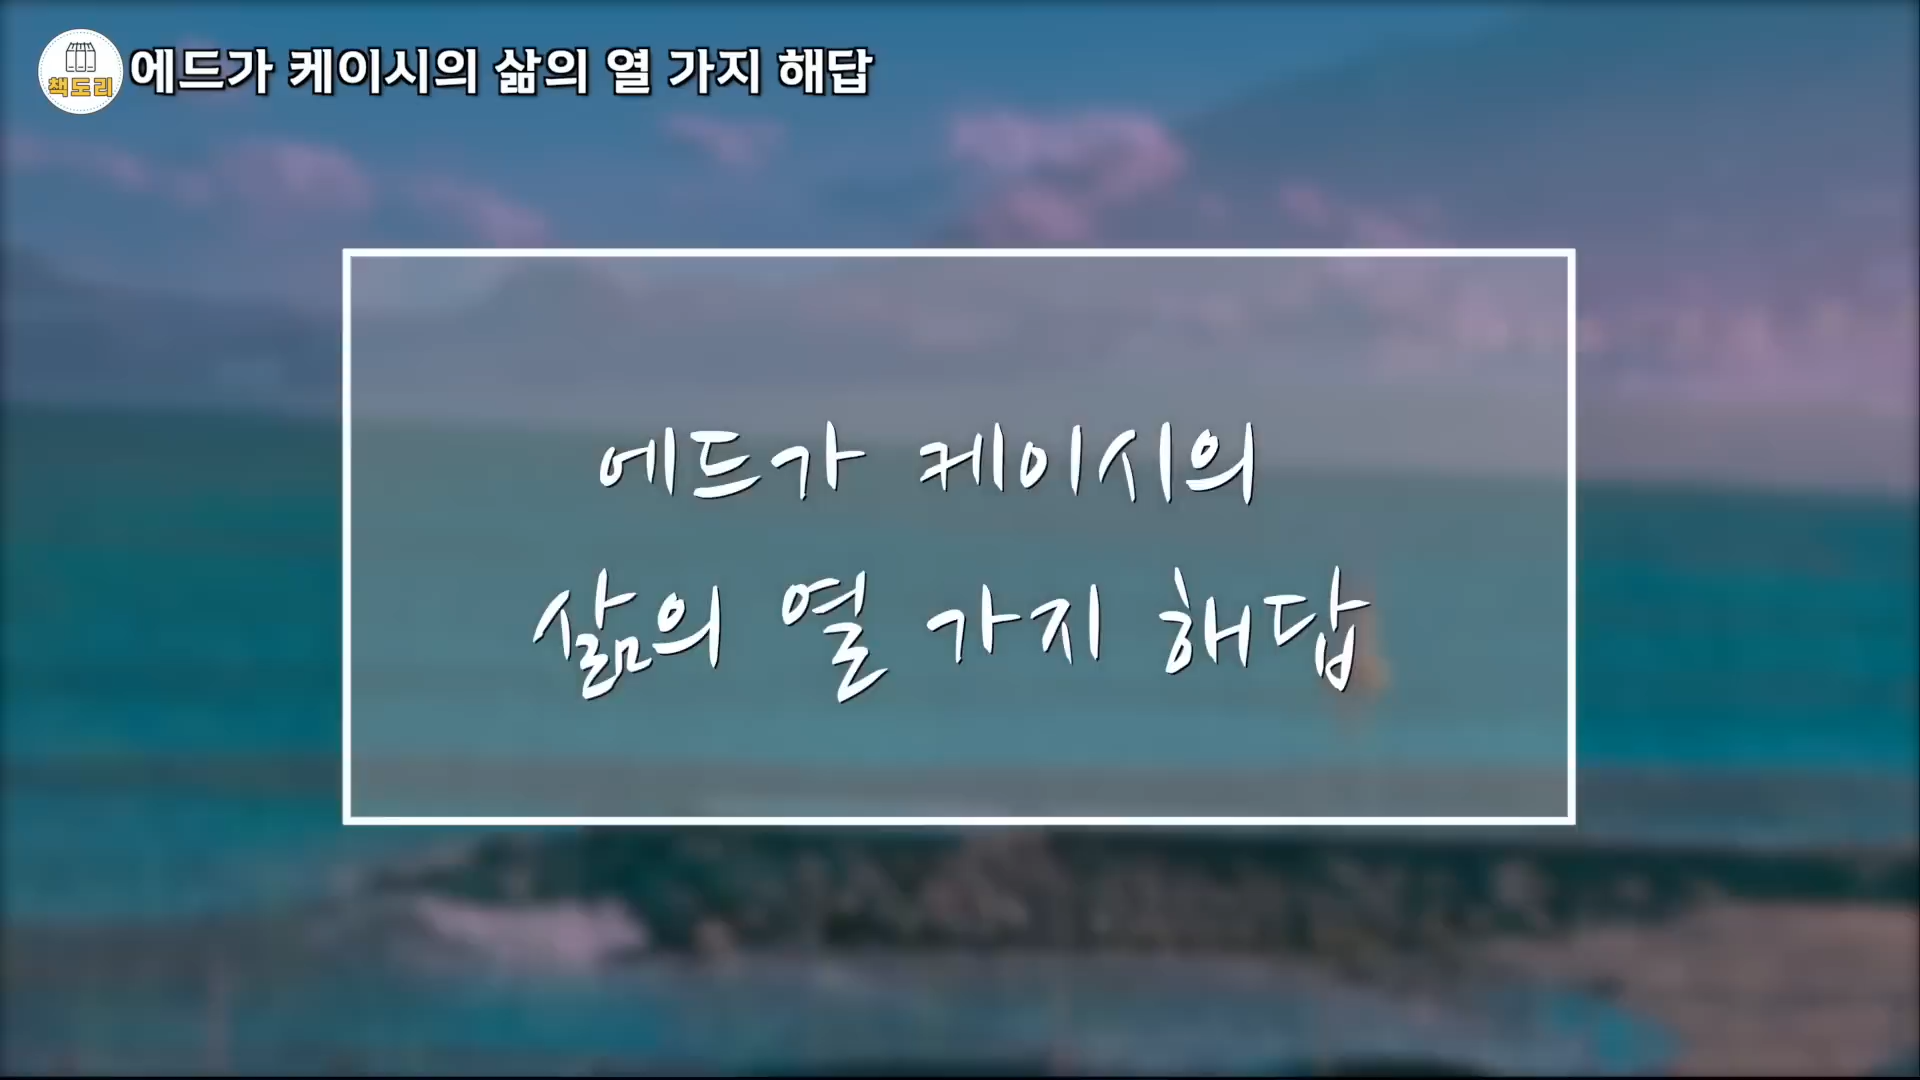 책도리
에드가 케이시의 삶의 열 가지 해답
에드가 케이시의
삶의 열 가지 해답